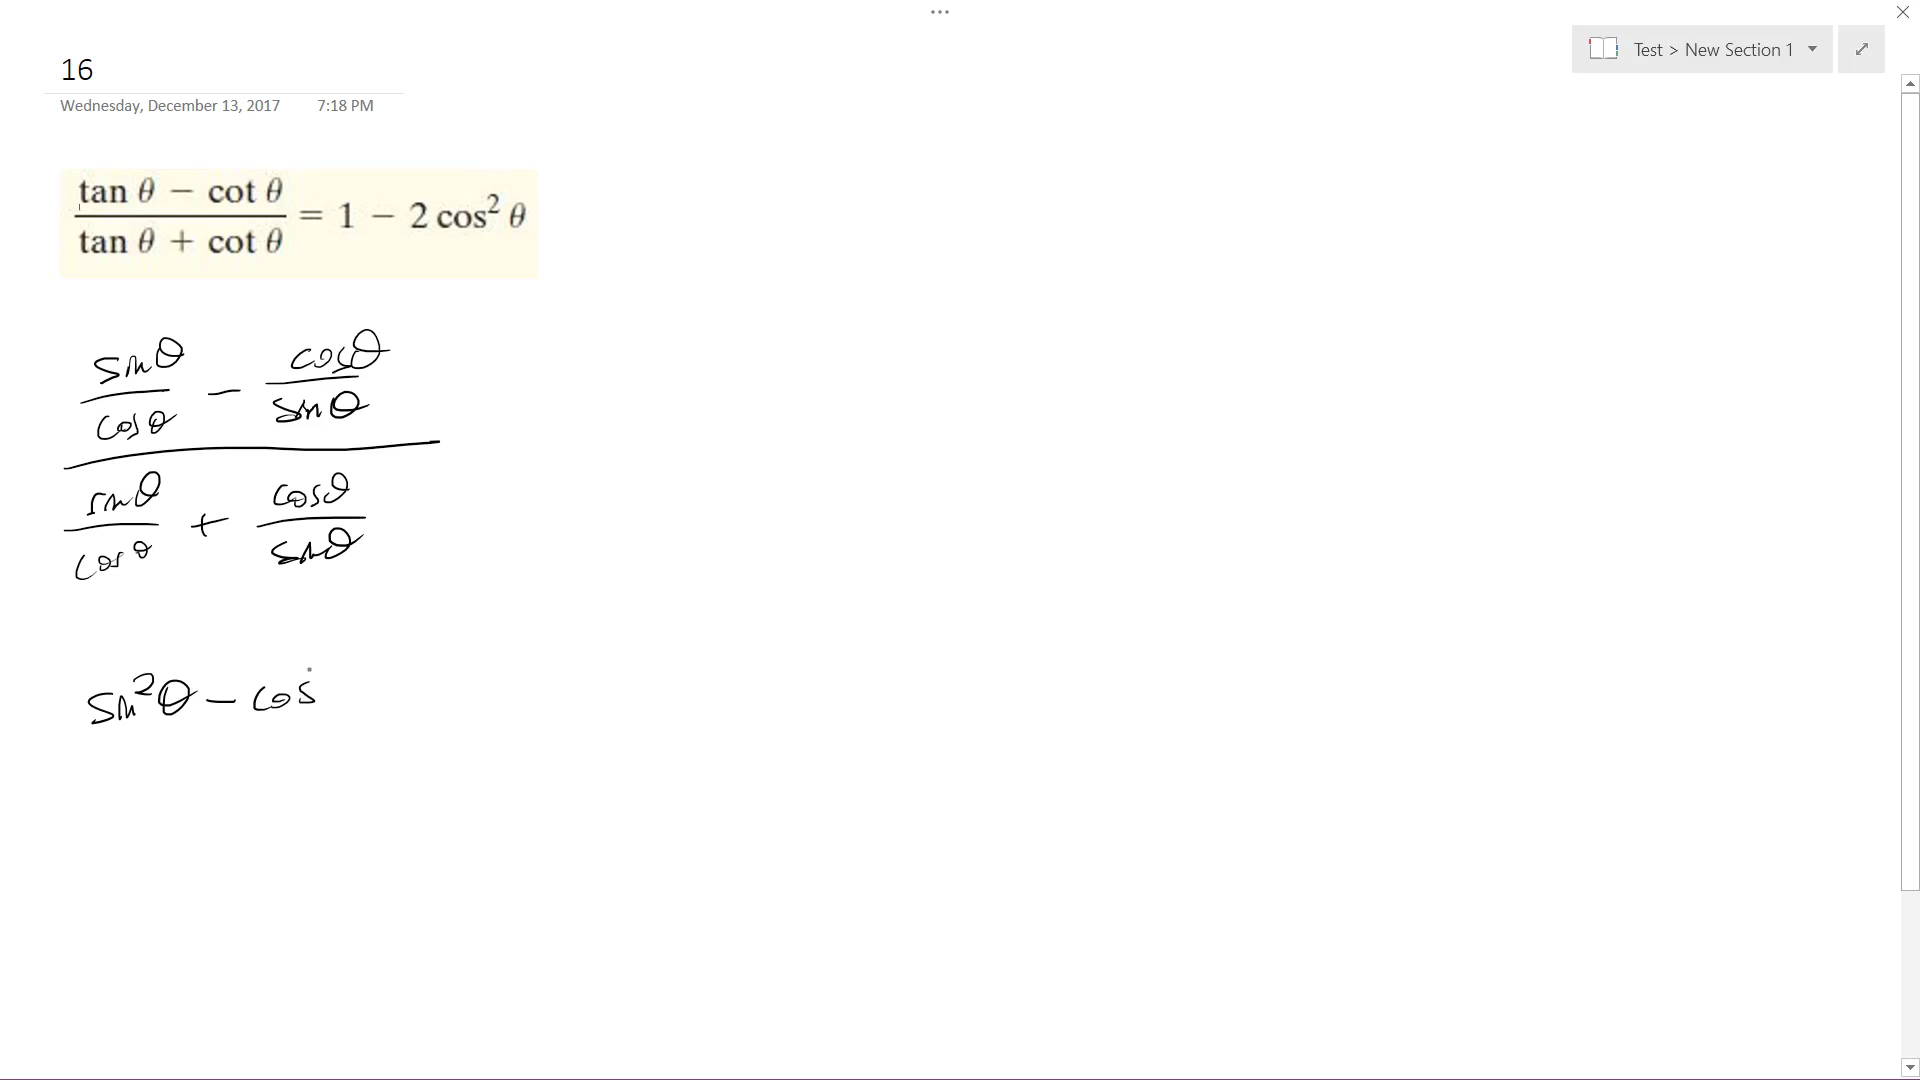 ...
Test > New Section 1
16
Wednesday, December 13, 2017 7:18 PM
tan θ − cot θ
tan θ + cot θ
= 1 − 2 cos² θ
sinθ/cosθ − cosθ/sinθ
sinθ/cosθ + cosθ/sinθ
sin²θ − cos